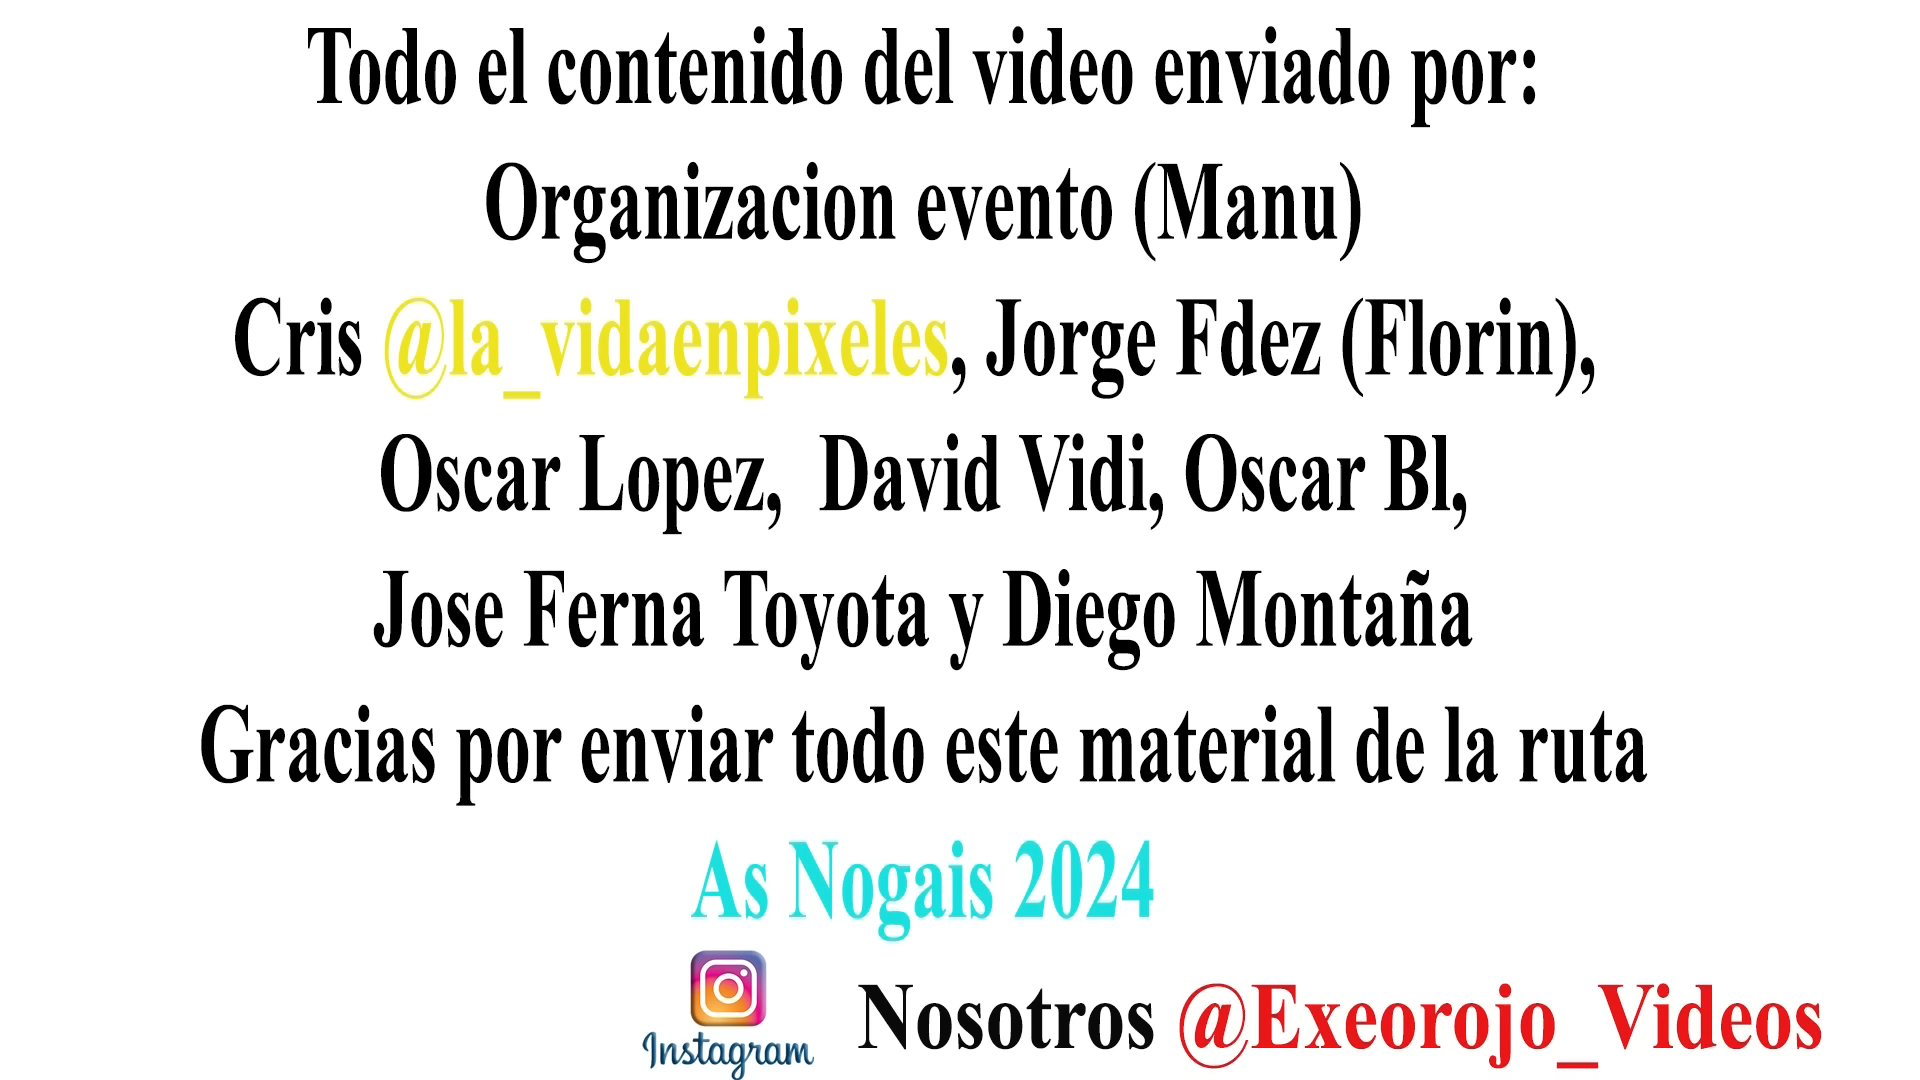 Todo el contenido del video enviado por:
Organizacion evento (Manu)
Cris @la_vidaenpixeles, Jorge Fdez (Florin),
Oscar Lopez,  David Vidi, Oscar Bl,
Jose Ferna Toyota y Diego Montaña
Gracias por enviar todo este material de la ruta
As Nogais 2024
Instagram
Nosotros @Exeorojo_Videos